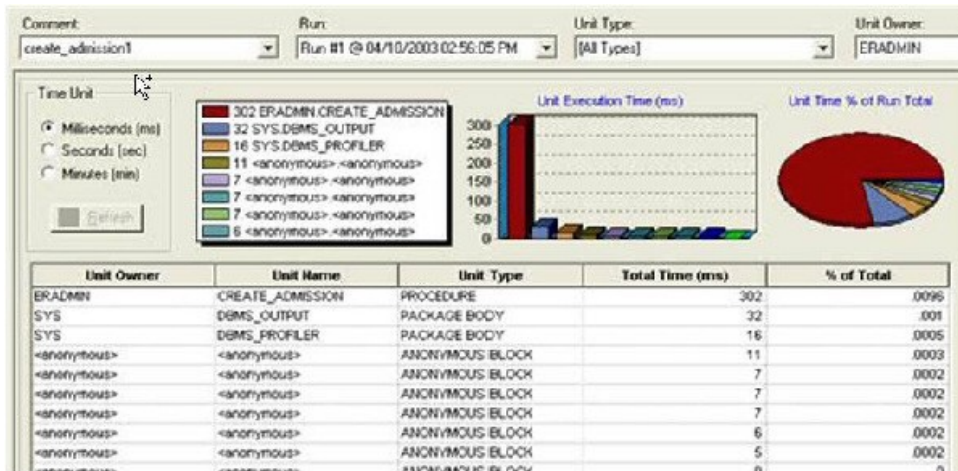 Comment: Run: Unit Type: Unit Owner:
create_admission1 Run #1 @ 04/10/2003 02:56:05 PM [All Types] ERADMIN
Time Unit
Milliseconds (ms)
Seconds (sec)
Minutes (min)
Refresh
302 ERADMIN.CREATE_ADMISSION
32 SYS.DBMS_OUTPUT
16 SYS.DBMS_PROFILER
11 <anonymous>.<anonymous>
7 <anonymous>.<anonymous>
7 <anonymous>.<anonymous>
7 <anonymous>.<anonymous>
6 <anonymous>.<anonymous>
Unit Execution Time (ms)
300
250
200
150
100
50
0
Unit Time % of Run Total
Unit Owner Unit Name Unit Type Total Time (ms) % of Total
ERADMIN CREATE_ADMISSION PROCEDURE 302 .0096
SYS DBMS_OUTPUT PACKAGE BODY 32 .001
SYS DBMS_PROFILER PACKAGE BODY 16 .0005
<anonymous> <anonymous> ANONYMOUS BLOCK 11 .0003
<anonymous> <anonymous> ANONYMOUS BLOCK 7 .0002
<anonymous> <anonymous> ANONYMOUS BLOCK 7 .0002
<anonymous> <anonymous> ANONYMOUS BLOCK 7 .0002
<anonymous> <anonymous> ANONYMOUS BLOCK 6 .0002
<anonymous> <anonymous> ANONYMOUS BLOCK 5 .0002